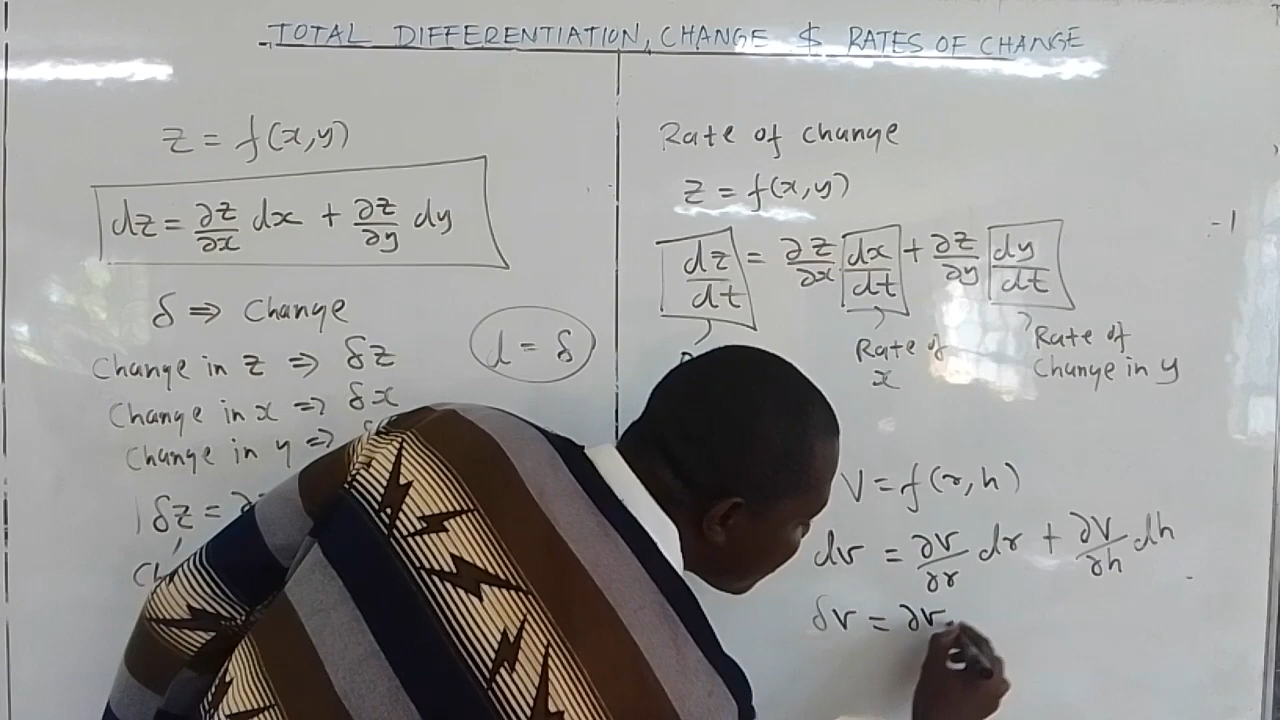 TOTAL DIFFERENTIATION, CHANGE $ RATES OF CHANGE
z = f(x,y)
dz = ∂z/∂x dx + ∂z/∂y dy
δ ⇒ Change
Change in z ⇒ δz
Change in x ⇒ δx
Change in y ⇒
δz =
d = δ
Rate of change
z = f(x,y)
dz/dt = ∂z/∂x dx/dt + ∂z/∂y dy/dt
Rate of
x
Rate of
Change in y
-1
V = f(r,h)
dv = ∂v/∂r dr + ∂v/∂h dh
δv = ∂v